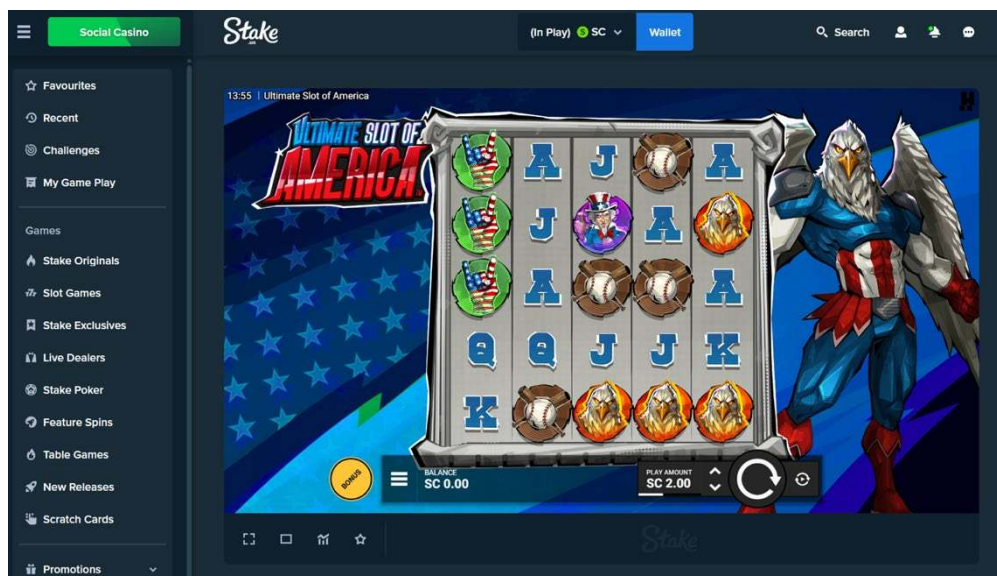 Social Casino
Stake
(In Play) SC
Wallet
Search
Favourites
Recent
Challenges
My Game Play
Games
Stake Originals
Slot Games
Stake Exclusives
Live Dealers
Stake Poker
Feature Spins
Table Games
New Releases
Scratch Cards
Promotions
13:55 | Ultimate Slot of America
ULTIMATE SLOT OF
AMERICA
A J A
J A
A A
Q Q J J K
K
BONUS
BALANCE
SC 0.00
PLAY AMOUNT
SC 2.00
Stake